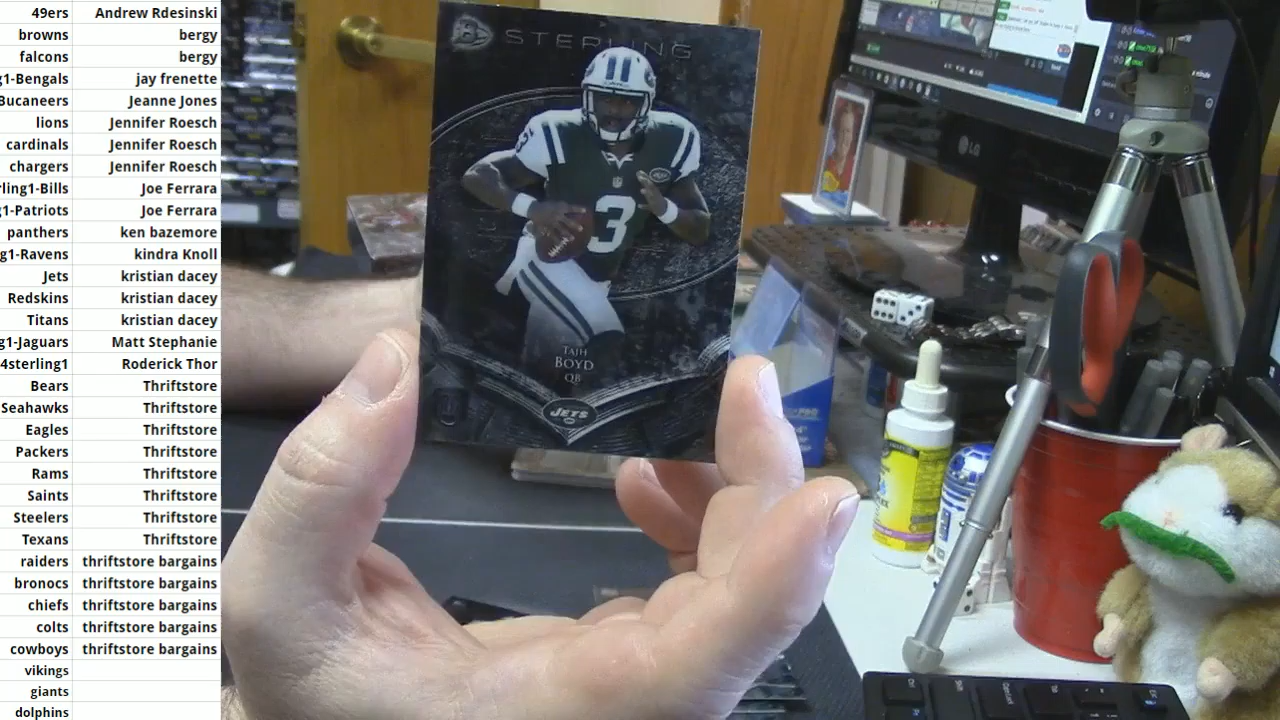 49ers Andrew Rdesinski
browns bergy
falcons bergy
g1-Bengals jay frenette
Bucaneers Jeanne Jones
lions Jennifer Roesch
cardinals Jennifer Roesch
chargers Jennifer Roesch
rling1-Bills Joe Ferrara
g1-Patriots Joe Ferrara
panthers ken bazemore
g1-Ravens kindra Knoll
Jets kristian dacey
Redskins kristian dacey
Titans kristian dacey
g1-Jaguars Matt Stephanie
4sterling1 Roderick Thor
Bears Thriftstore
Seahawks Thriftstore
Eagles Thriftstore
Packers Thriftstore
Rams Thriftstore
Saints Thriftstore
Steelers Thriftstore
Texans Thriftstore
raiders thriftstore bargains
bronocs thriftstore bargains
chiefs thriftstore bargains
colts thriftstore bargains
cowboys thriftstore bargains
vikings
giants
dolphins
STERLING
3
TAJH
BOYD
QB
JETS
LG